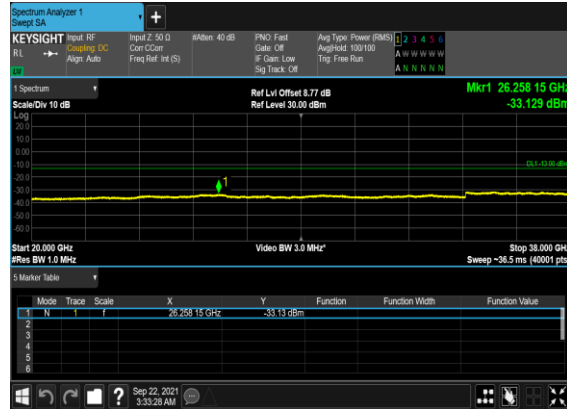 Spectrum Analyzer 1
Swept SA
+
KEYSIGHT Input: RF Input Z: 50 Ω #Atten: 40 dB PNO: Fast Avg Type: Power (RMS) 1 2 3 4 5 6
RL Coupling: DC Corr CCorr Gate: Off Avg|Hold: 100/100 A W W W W W
Align: Auto Freq Ref: Int (S) IF Gain: Low Trig: Free Run
Sig Track: Off A N N N N N
1 Spectrum Ref Lvl Offset 8.77 dB Mkr1 26.258 15 GHz
Scale/Div 10 dB Ref Level 30.00 dBm -33.129 dBm
Log
20.0
10.0
0.00
-10.0 DL1 -13.00 dBm
-20.0
1
-30.0
-40.0
-50.0
-60.0
Start 20.000 GHz Video BW 3.0 MHz* Stop 38.000 GHz
#Res BW 1.0 MHz Sweep ~36.5 ms (40001 pts)
5 Marker Table
Mode Trace Scale X Y Function Function Width Function Value
1 N 1 f 26.258 15 GHz -33.13 dBm
2
3
4
5
6
? Sep 22, 2021
3:33:28 AM